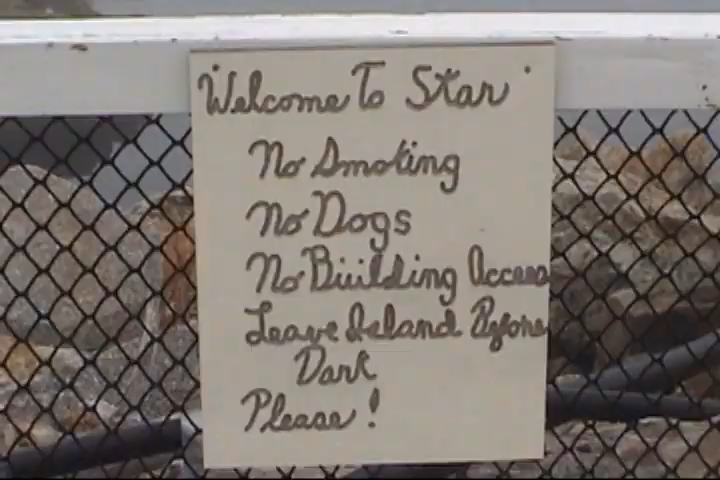 Welcome To Star
No Smoking
No Dogs
No Building Access
Leave Island Before
Dark
Please!